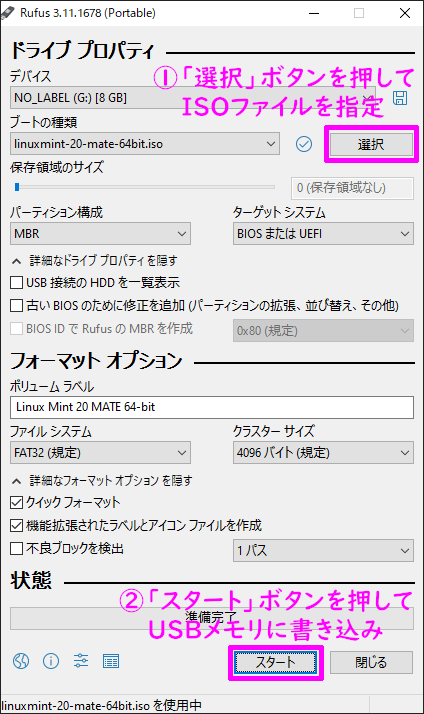 Rufus 3.11.1678 (Portable)
ドライブ プロパティ
デバイス
①「選択」ボタンを押して
ISOファイルを指定
NO_LABEL (G:) [8 GB]
ブートの種類
linuxmint-20-mate-64bit.iso
選択
保存領域のサイズ
0 (保存領域なし)
パーティション構成
ターゲット システム
MBR
BIOS または UEFI
詳細なドライブ プロパティを隠す
USB 接続の HDD を一覧表示
古い BIOS のために修正を追加 (パーティションの拡張、並び替え、その他)
BIOS ID で Rufus の MBR を作成
0x80 (規定)
フォーマット オプション
ボリューム ラベル
Linux Mint 20 MATE 64-bit
ファイル システム
クラスター サイズ
FAT32 (規定)
4096 バイト (規定)
詳細なフォーマット オプション を隠す
クイック フォーマット
機能拡張されたラベルとアイコン ファイルを作成
不良ブロックを検出
1 パス
状態
②「スタート」ボタンを押して
USBメモリに書き込み
準備完了
スタート
閉じる
linuxmint-20-mate-64bit.iso を使用中